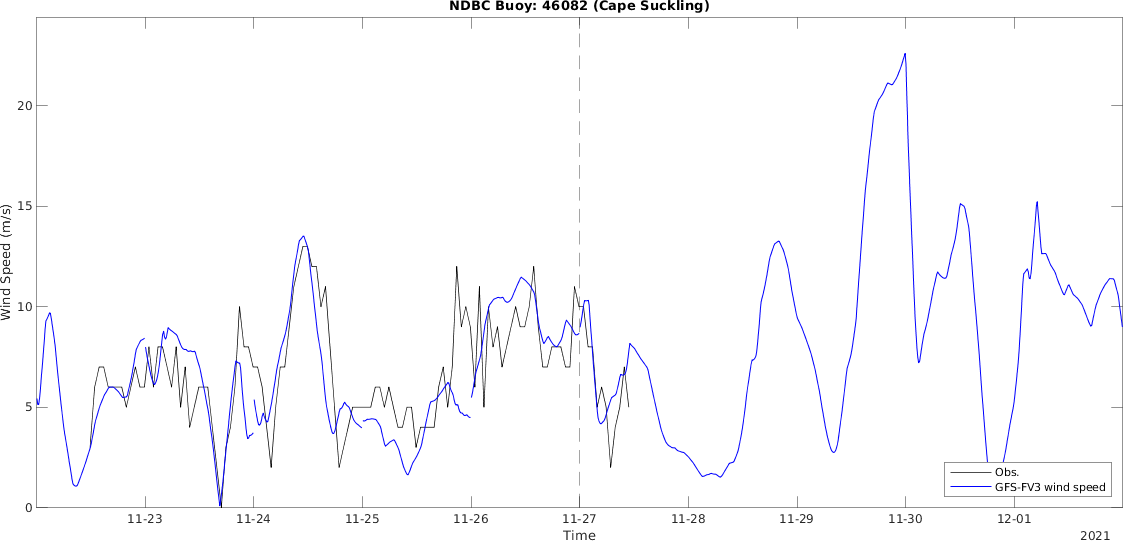 NDBC Buoy: 46082 (Cape Suckling)
Wind Speed (m/s)
20
15
10
5
0
11-23 11-24 11-25 11-26 11-27 11-28 11-29 11-30 12-01
Time
2021
Obs.
GFS-FV3 wind speed